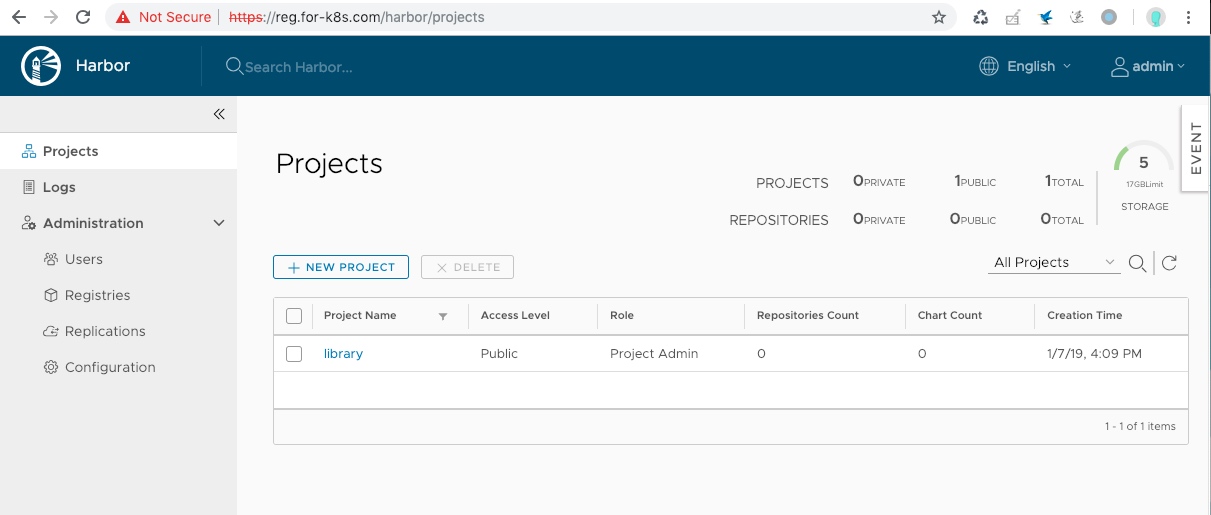 Not Secure | https://reg.for-k8s.com/harbor/projects
Harbor
Search Harbor...
English
admin
Projects
Logs
Administration
Users
Registries
Replications
Configuration
Projects
PROJECTS 0PRIVATE 1PUBLIC 1TOTAL
REPOSITORIES 0PRIVATE 0PUBLIC 0TOTAL
5
17GBLimit
STORAGE
EVENT
NEW PROJECT
DELETE
All Projects
Project Name Access Level Role Repositories Count Chart Count Creation Time
library Public Project Admin 0 0 1/7/19, 4:09 PM
1 - 1 of 1 items